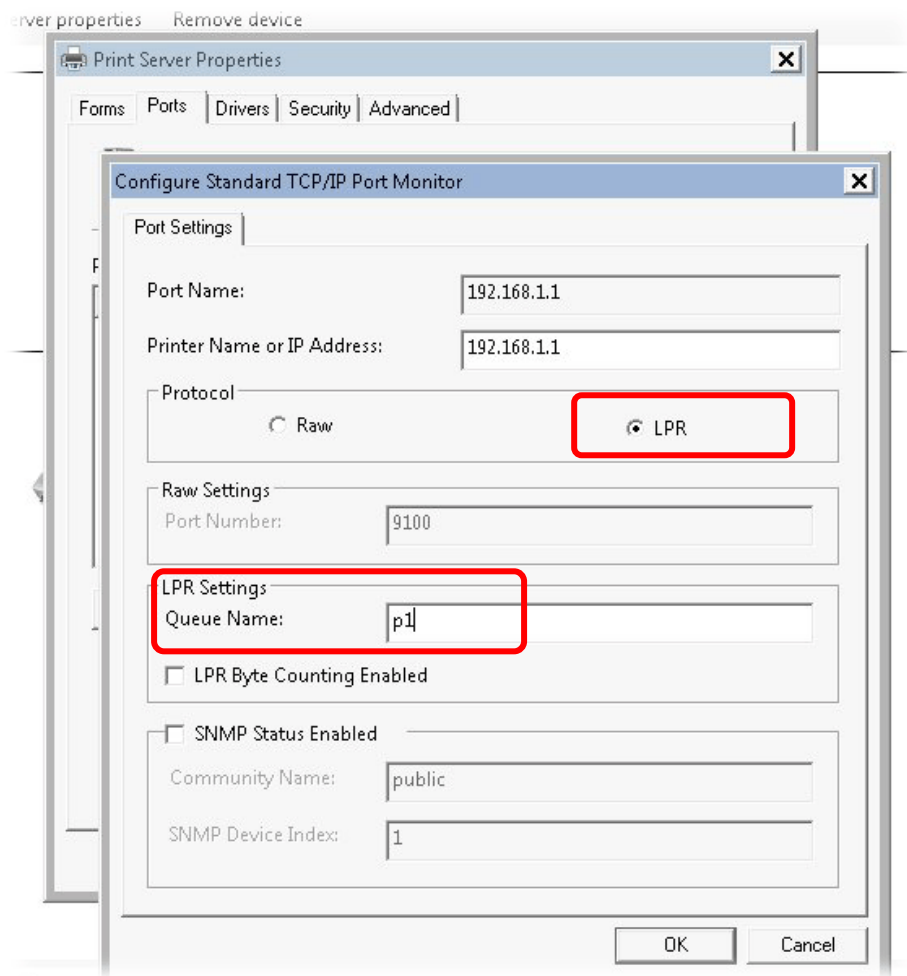 erver properties Remove device
Print Server Properties
Forms Ports Drivers Security Advanced
Configure Standard TCP/IP Port Monitor
Port Settings
Port Name: 192.168.1.1
Printer Name or IP Address: 192.168.1.1
Protocol
Raw LPR
Raw Settings
Port Number: 9100
LPR Settings
Queue Name: p1
LPR Byte Counting Enabled
SNMP Status Enabled
Community Name: public
SNMP Device Index: 1
OK Cancel